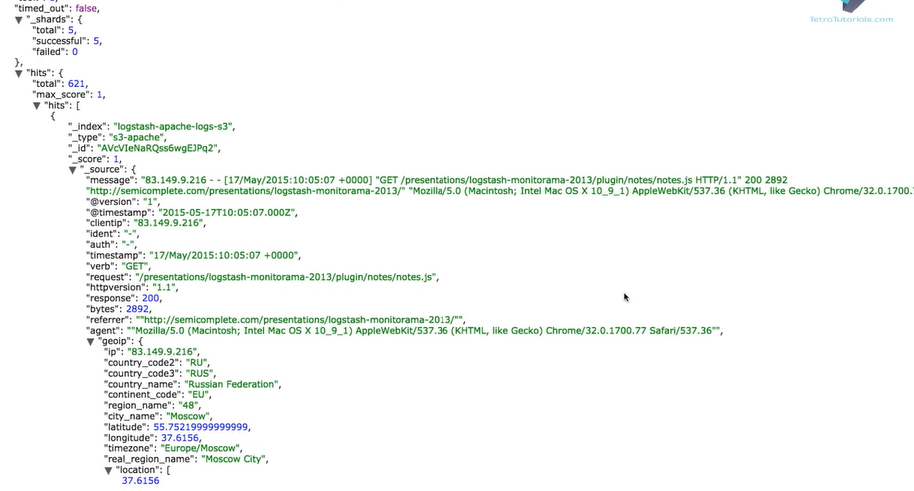 "timed_out": false,
TetraTutorials.com
"_shards": {
"total": 5,
"successful": 5,
"failed": 0
},
"hits": {
"total": 621,
"max_score": 1,
"hits": [
{
"_index": "logstash-apache-logs-s3",
"_type": "s3-apache",
"_id": "AVcVIeNaRQss6wgEJPq2",
"_score": 1,
"_source": {
"message": "83.149.9.216 - - [17/May/2015:10:05:07 +0000] "GET /presentations/logstash-monitorama-2013/plugin/notes/notes.js HTTP/1.1" 200 2892
"http://semicomplete.com/presentations/logstash-monitorama-2013/" "Mozilla/5.0 (Macintosh; Intel Mac OS X 10_9_1) AppleWebKit/537.36 (KHTML, like Gecko) Chrome/32.0.1700.7
"@version": "1",
"@timestamp": "2015-05-17T10:05:07.000Z",
"clientip": "83.149.9.216",
"ident": "-",
"auth": "-",
"timestamp": "17/May/2015:10:05:07 +0000",
"verb": "GET",
"request": "/presentations/logstash-monitorama-2013/plugin/notes/notes.js",
"httpversion": "1.1",
"response": 200,
"bytes": 2892,
"referrer": ""http://semicomplete.com/presentations/logstash-monitorama-2013/"",
"agent": ""Mozilla/5.0 (Macintosh; Intel Mac OS X 10_9_1) AppleWebKit/537.36 (KHTML, like Gecko) Chrome/32.0.1700.77 Safari/537.36"",
"geoip": {
"ip": "83.149.9.216",
"country_code2": "RU",
"country_code3": "RUS",
"country_name": "Russian Federation",
"continent_code": "EU",
"region_name": "48",
"city_name": "Moscow",
"latitude": 55.75219999999999,
"longitude": 37.6156,
"timezone": "Europe/Moscow",
"real_region_name": "Moscow City",
"location": [
37.6156